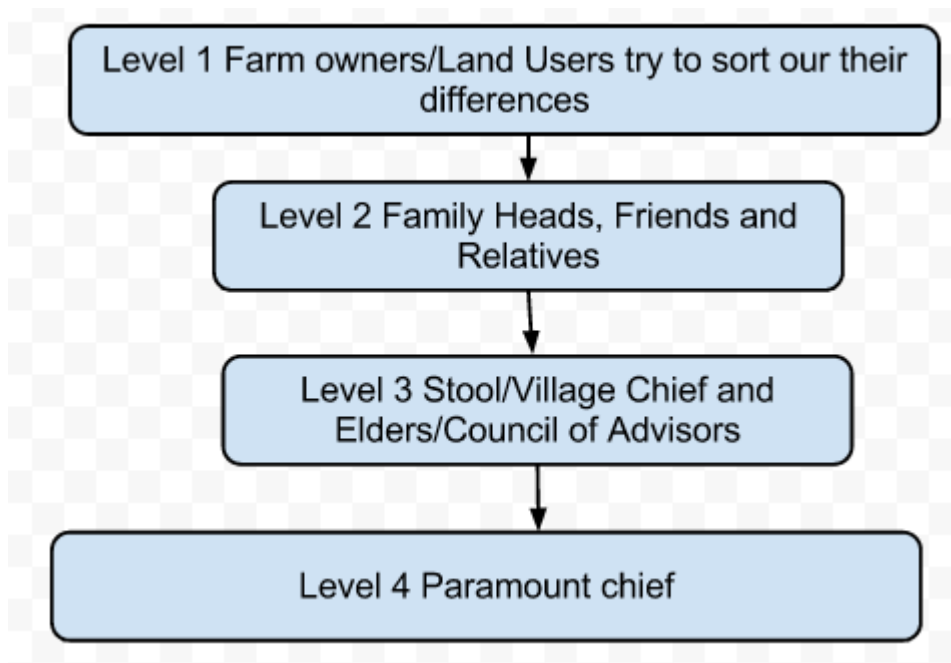 Level 1 Farm owners/Land Users try to sort our their
differences
Level 2 Family Heads, Friends and
Relatives
Level 3 Stool/Village Chief and
Elders/Council of Advisors
Level 4 Paramount chief